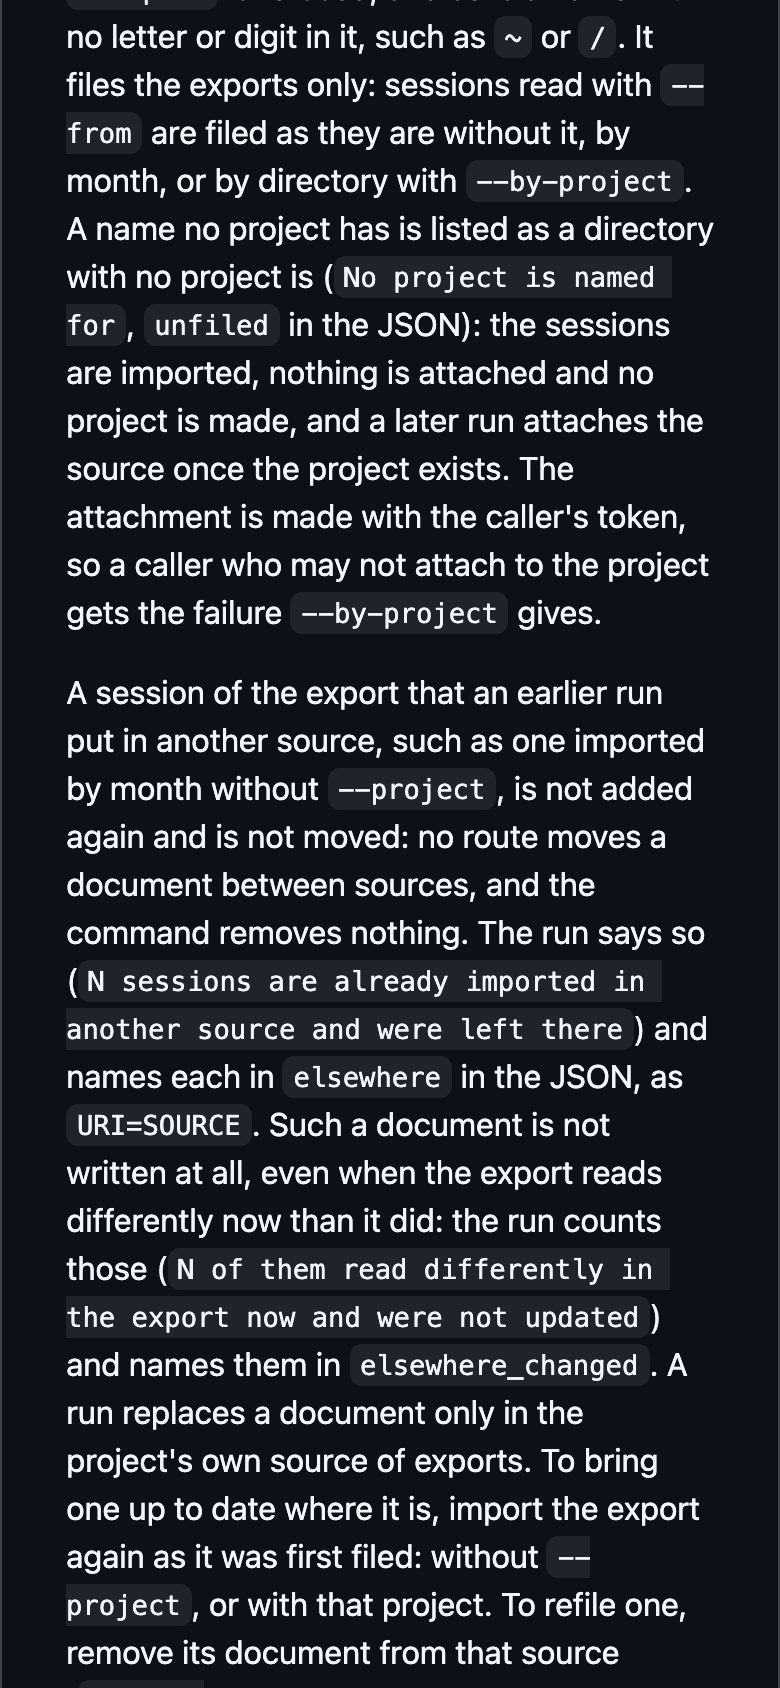 no letter or digit in it, such as ~ or /. It
files the exports only: sessions read with --
from are filed as they are without it, by
month, or by directory with --by-project.
A name no project has is listed as a directory
with no project is (No project is named
for, unfiled in the JSON): the sessions
are imported, nothing is attached and no
project is made, and a later run attaches the
source once the project exists. The
attachment is made with the caller's token,
so a caller who may not attach to the project
gets the failure --by-project gives.
A session of the export that an earlier run
put in another source, such as one imported
by month without --project, is not added
again and is not moved: no route moves a
document between sources, and the
command removes nothing. The run says so
(N sessions are already imported in
another source and were left there) and
names each in elsewhere in the JSON, as
URI=SOURCE. Such a document is not
written at all, even when the export reads
differently now than it did: the run counts
those (N of them read differently in
the export now and were not updated)
and names them in elsewhere_changed. A
run replaces a document only in the
project's own source of exports. To bring
one up to date where it is, import the export
again as it was first filed: without --
project, or with that project. To refile one,
remove its document from that source